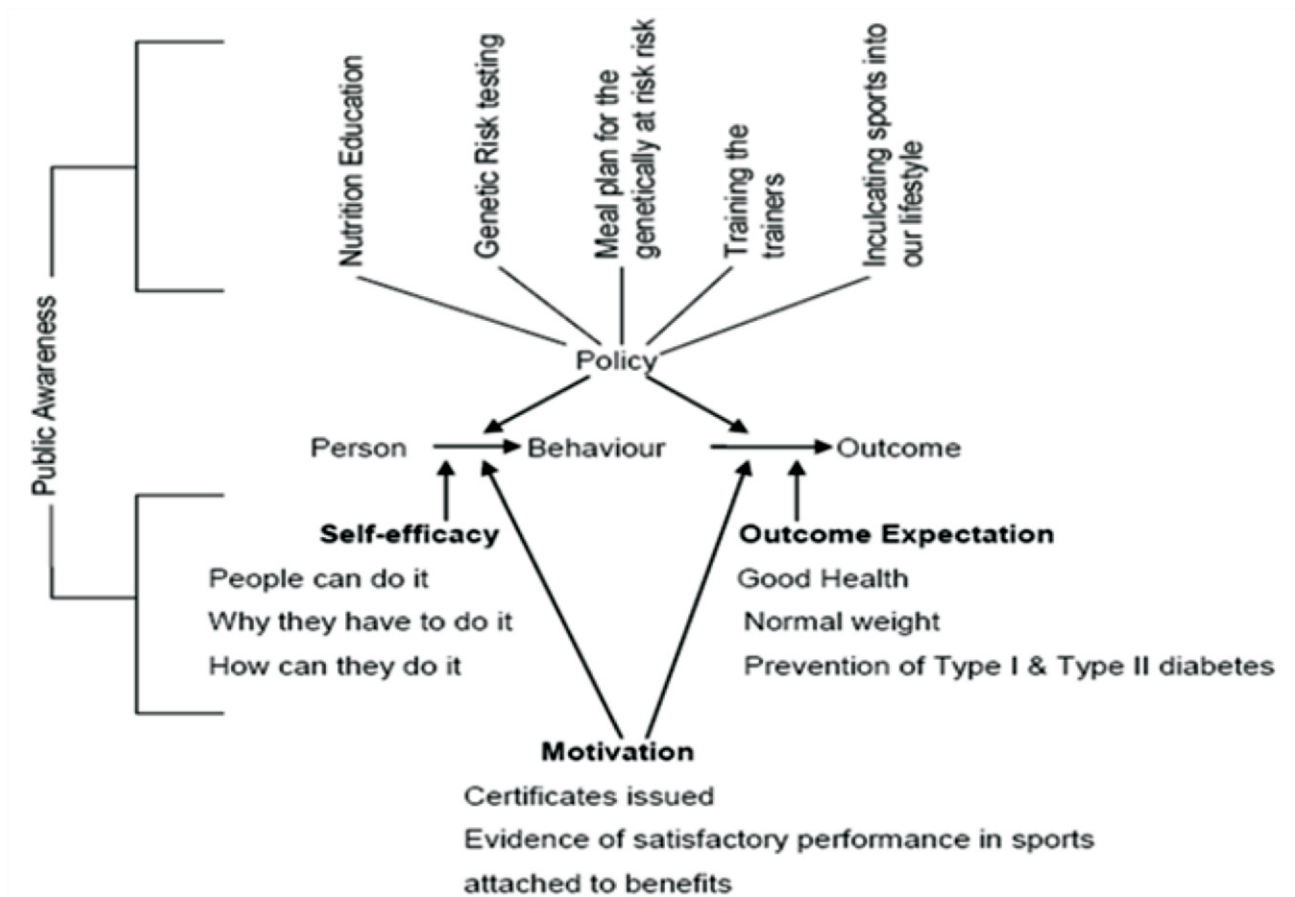 Public Awareness
Nutrition Education
Genetic Risk testing
Meal plan for the
genetically at risk risk
Training the
trainers
Inculcating sports into
our lifestyle
Policy
Person
Behaviour
Outcome
Self-efficacy
People can do it
Why they have to do it
How can they do it
Outcome Expectation
Good Health
Normal weight
Prevention of Type I & Type II diabetes
Motivation
Certificates issued
Evidence of satisfactory performance in sports
attached to benefits